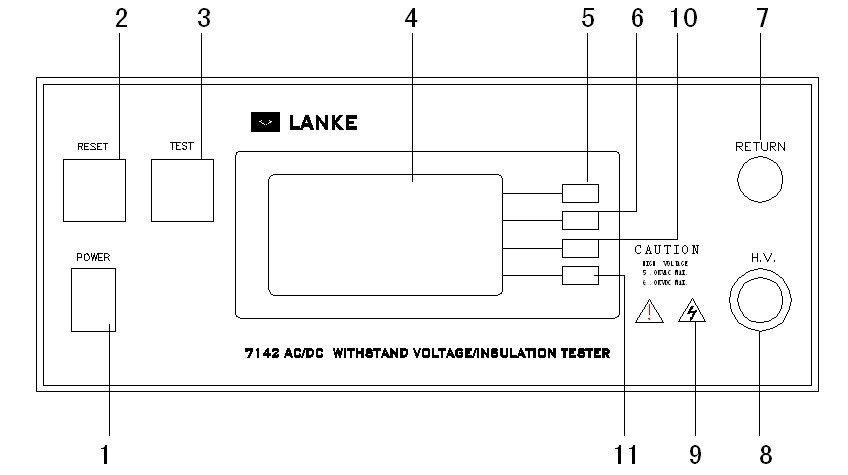 2 3 4 5 6 10 7
LANKE
RESET TEST RETURN
CAUTION
HIGH VOLTAGE
5.0KVAC MAX.
6.0KVDC MAX.
POWER H.V.
7142 AC/DC WITHSTAND VOLTAGE/INSULATION TESTER
1 11 9 8